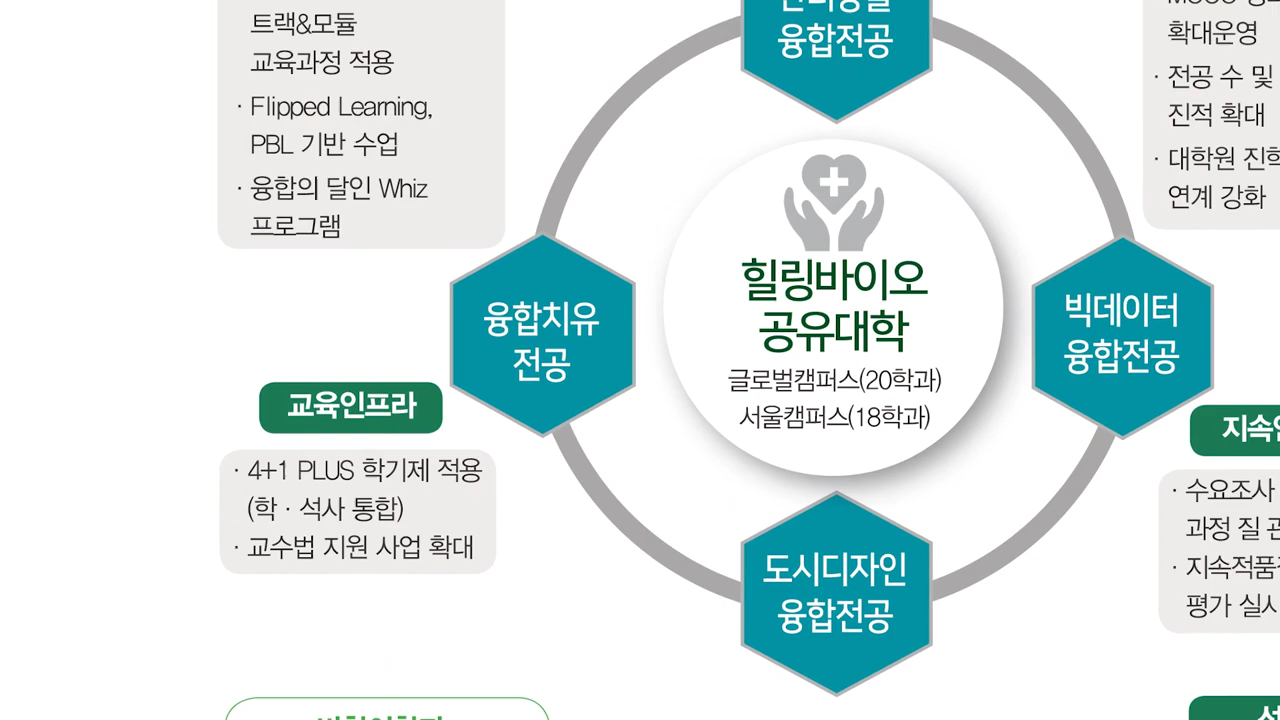 트랙&모듈
교육과정 적용
· Flipped Learning,
PBL 기반 수업
· 융합의 달인 Whiz
프로그램
융합전공
확대운영
· 전공 수 및
진적 확대
· 대학원
연계 강화
힐링바이오
공유대학
글로벌캠퍼스(20학과)
서울캠퍼스(18학과)
융합치유
전공
빅데이터
융합전공
교육인프라
· 4+1 PLUS 학기제 적용
(학 · 석사 통합)
· 교수법 지원 사업 확대
도시디자인
융합전공
· 수요조사
과정 질
평가 실시